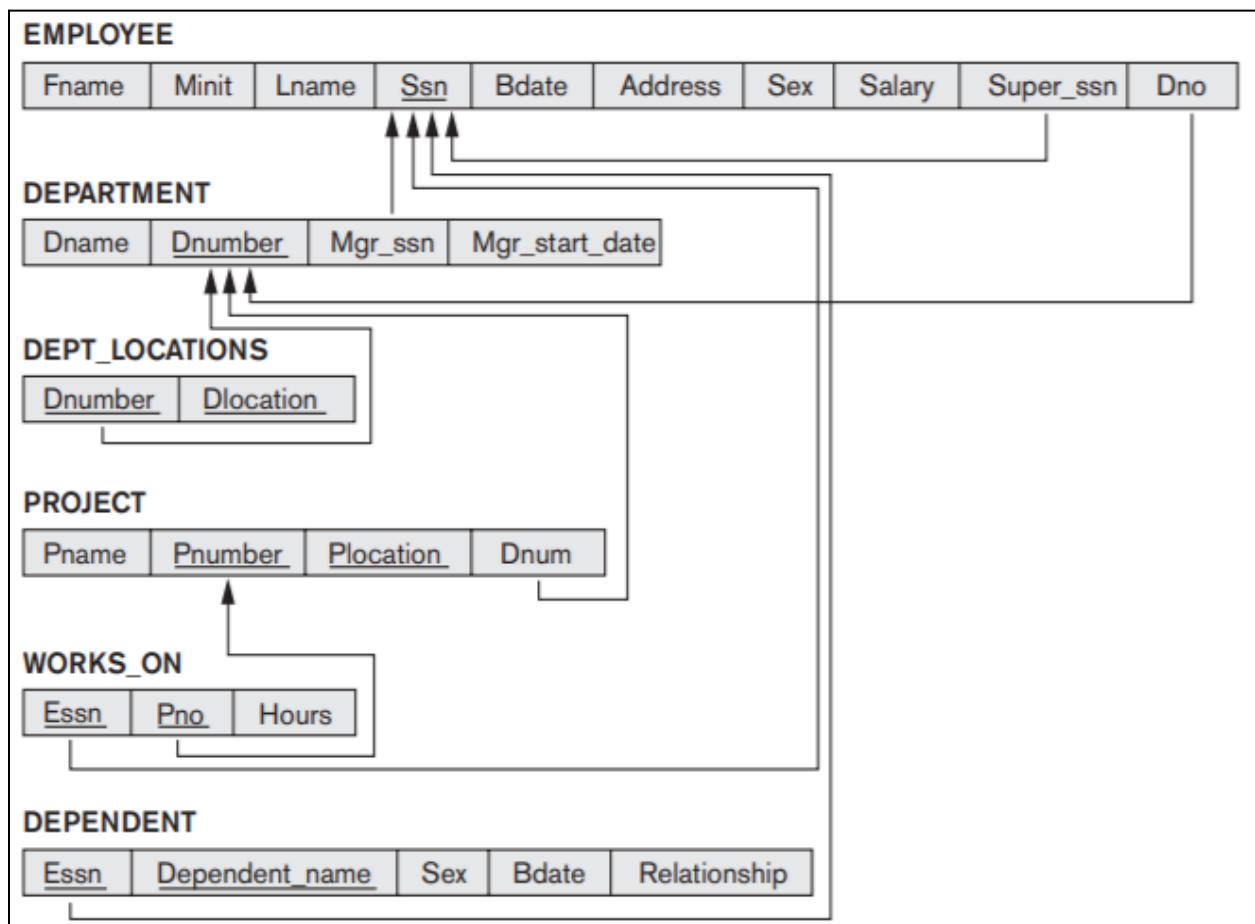 EMPLOYEE
Fname Minit Lname Ssn Bdate Address Sex Salary Super_ssn Dno
DEPARTMENT
Dname Dnumber Mgr_ssn Mgr_start_date
DEPT_LOCATIONS
Dnumber Dlocation
PROJECT
Pname Pnumber Plocation Dnum
WORKS_ON
Essn Pno Hours
DEPENDENT
Essn Dependent_name Sex Bdate Relationship